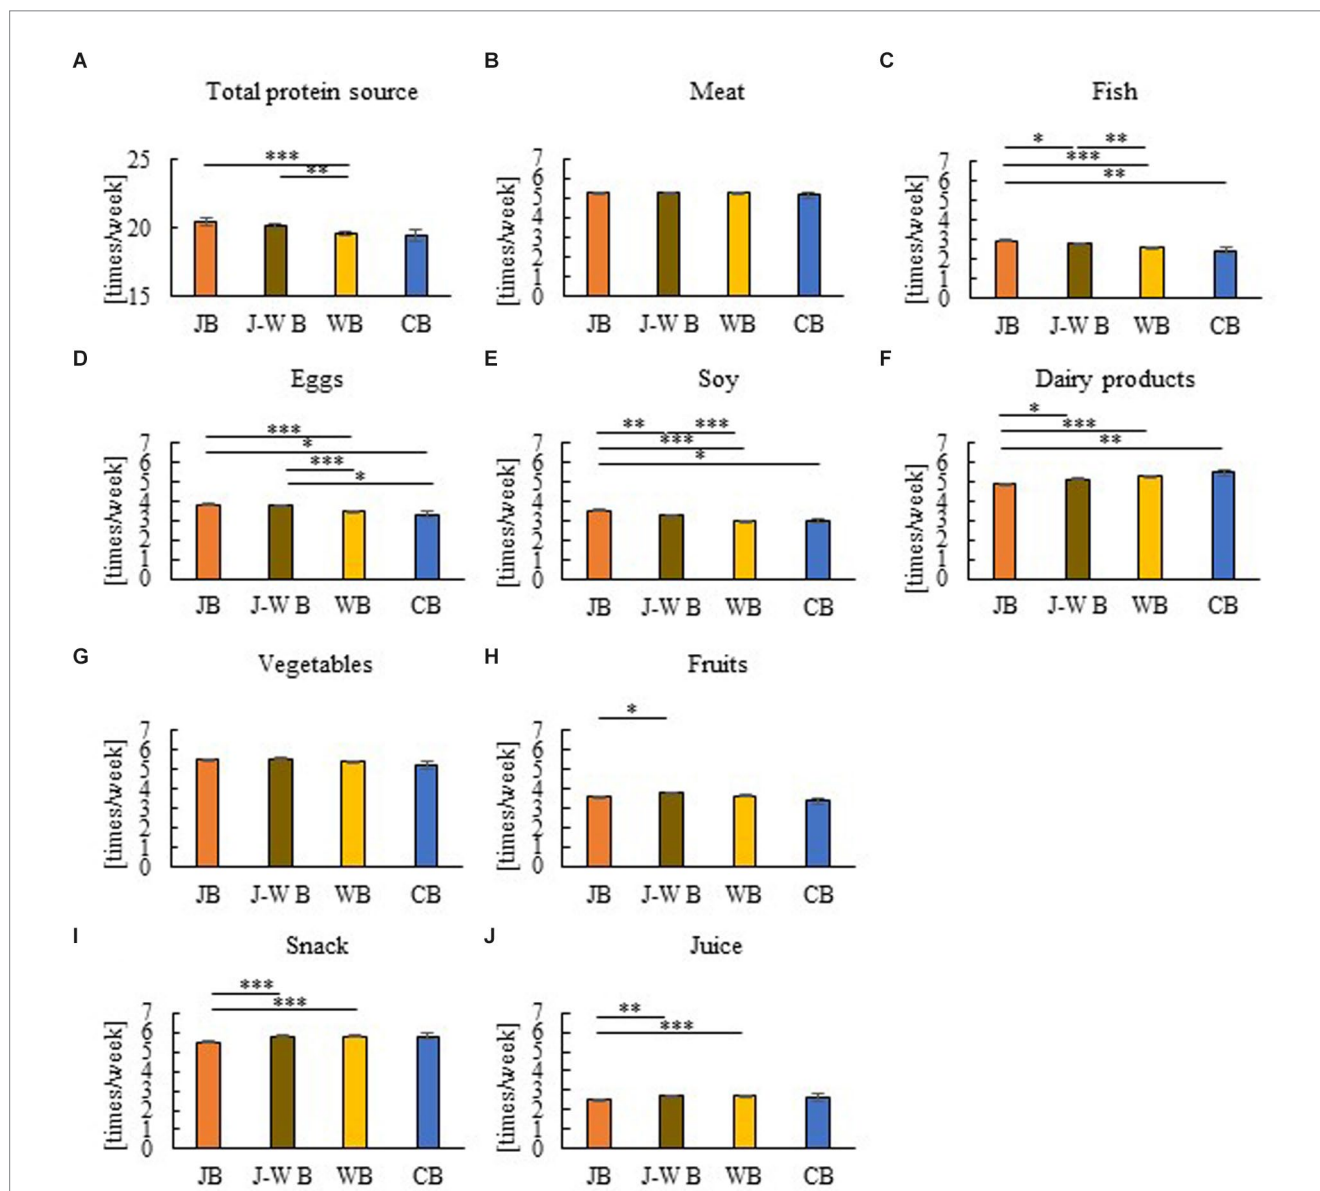 A
Total protein source
***
**
25
20
15
[times/week]
JB J-W B WB CB
B
Meat
7
6
5
4
3
2
1
0
[times/week]
JB J-W B WB CB
C
Fish
* **
***
**
7
6
5
4
3
2
1
0
[times/week]
JB J-W B WB CB
D
Eggs
***
*
***
*
7
6
5
4
3
2
1
0
[times/week]
JB J-W B WB CB
E
Soy
** ***
***
*
7
6
5
4
3
2
1
0
[times/week]
JB J-W B WB CB
F
Dairy products
*
***
**
7
6
5
4
3
2
1
0
[times/week]
JB J-W B WB CB
G
Vegetables
7
6
5
4
3
2
1
0
[times/week]
JB J-W B WB CB
H
Fruits
*
7
6
5
4
3
2
1
0
[times/week]
JB J-W B WB CB
I
Snack
***
***
7
6
5
4
3
2
1
0
[times/week]
JB J-W B WB CB
J
Juice
**
***
7
6
5
4
3
2
1
0
[times/week]
JB J-W B WB CB